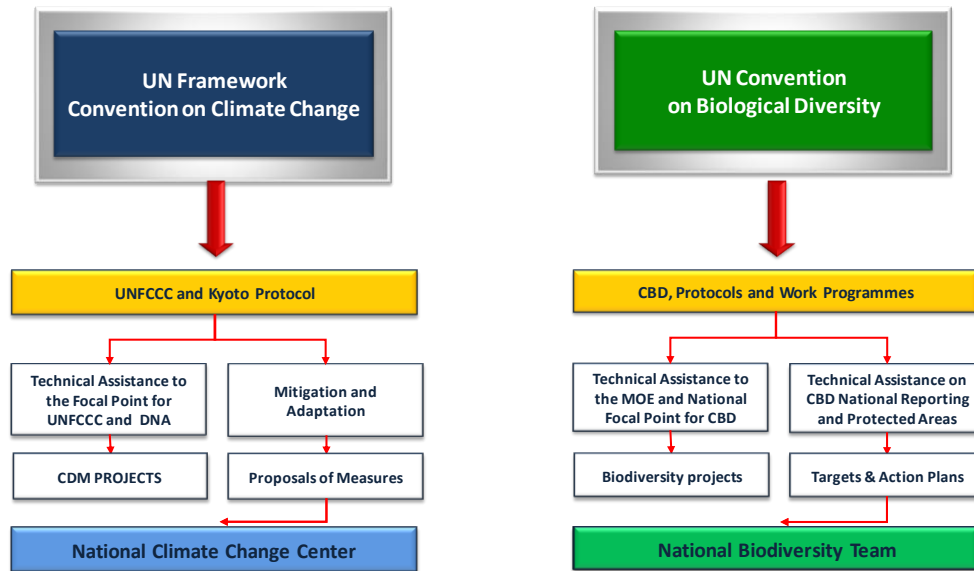 UN Framework
Convention on Climate Change
UN Convention
on Biological Diversity
UNFCCC and Kyoto Protocol
CBD, Protocols and Work Programmes
Technical Assistance to
the Focal Point for
UNFCCC and DNA
Mitigation and
Adaptation
Technical Assistance to
the MOE and National
Focal Point for CBD
Technical Assistance on
CBD National Reporting
and Protected Areas
CDM PROJECTS
Proposals of Measures
Biodiversity projects
Targets & Action Plans
National Climate Change Center
National Biodiversity Team